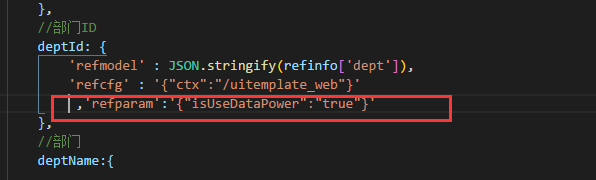 },
//部门ID
deptId: {
'refmodel' : JSON.stringify(refinfo['dept']),
'refcfg' : '{"ctx":"/uitemplate_web"}'
,'refparam':'{"isUseDataPower":"true"}'
},
//部门
deptName:{